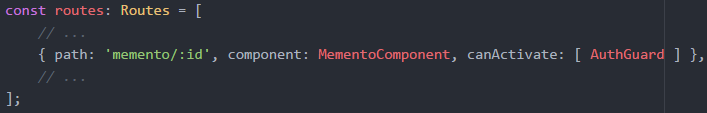 const routes: Routes = [
    // ...
    { path: 'memento/:id', component: MementoComponent, canActivate: [ AuthGuard ] },
    // ...
];